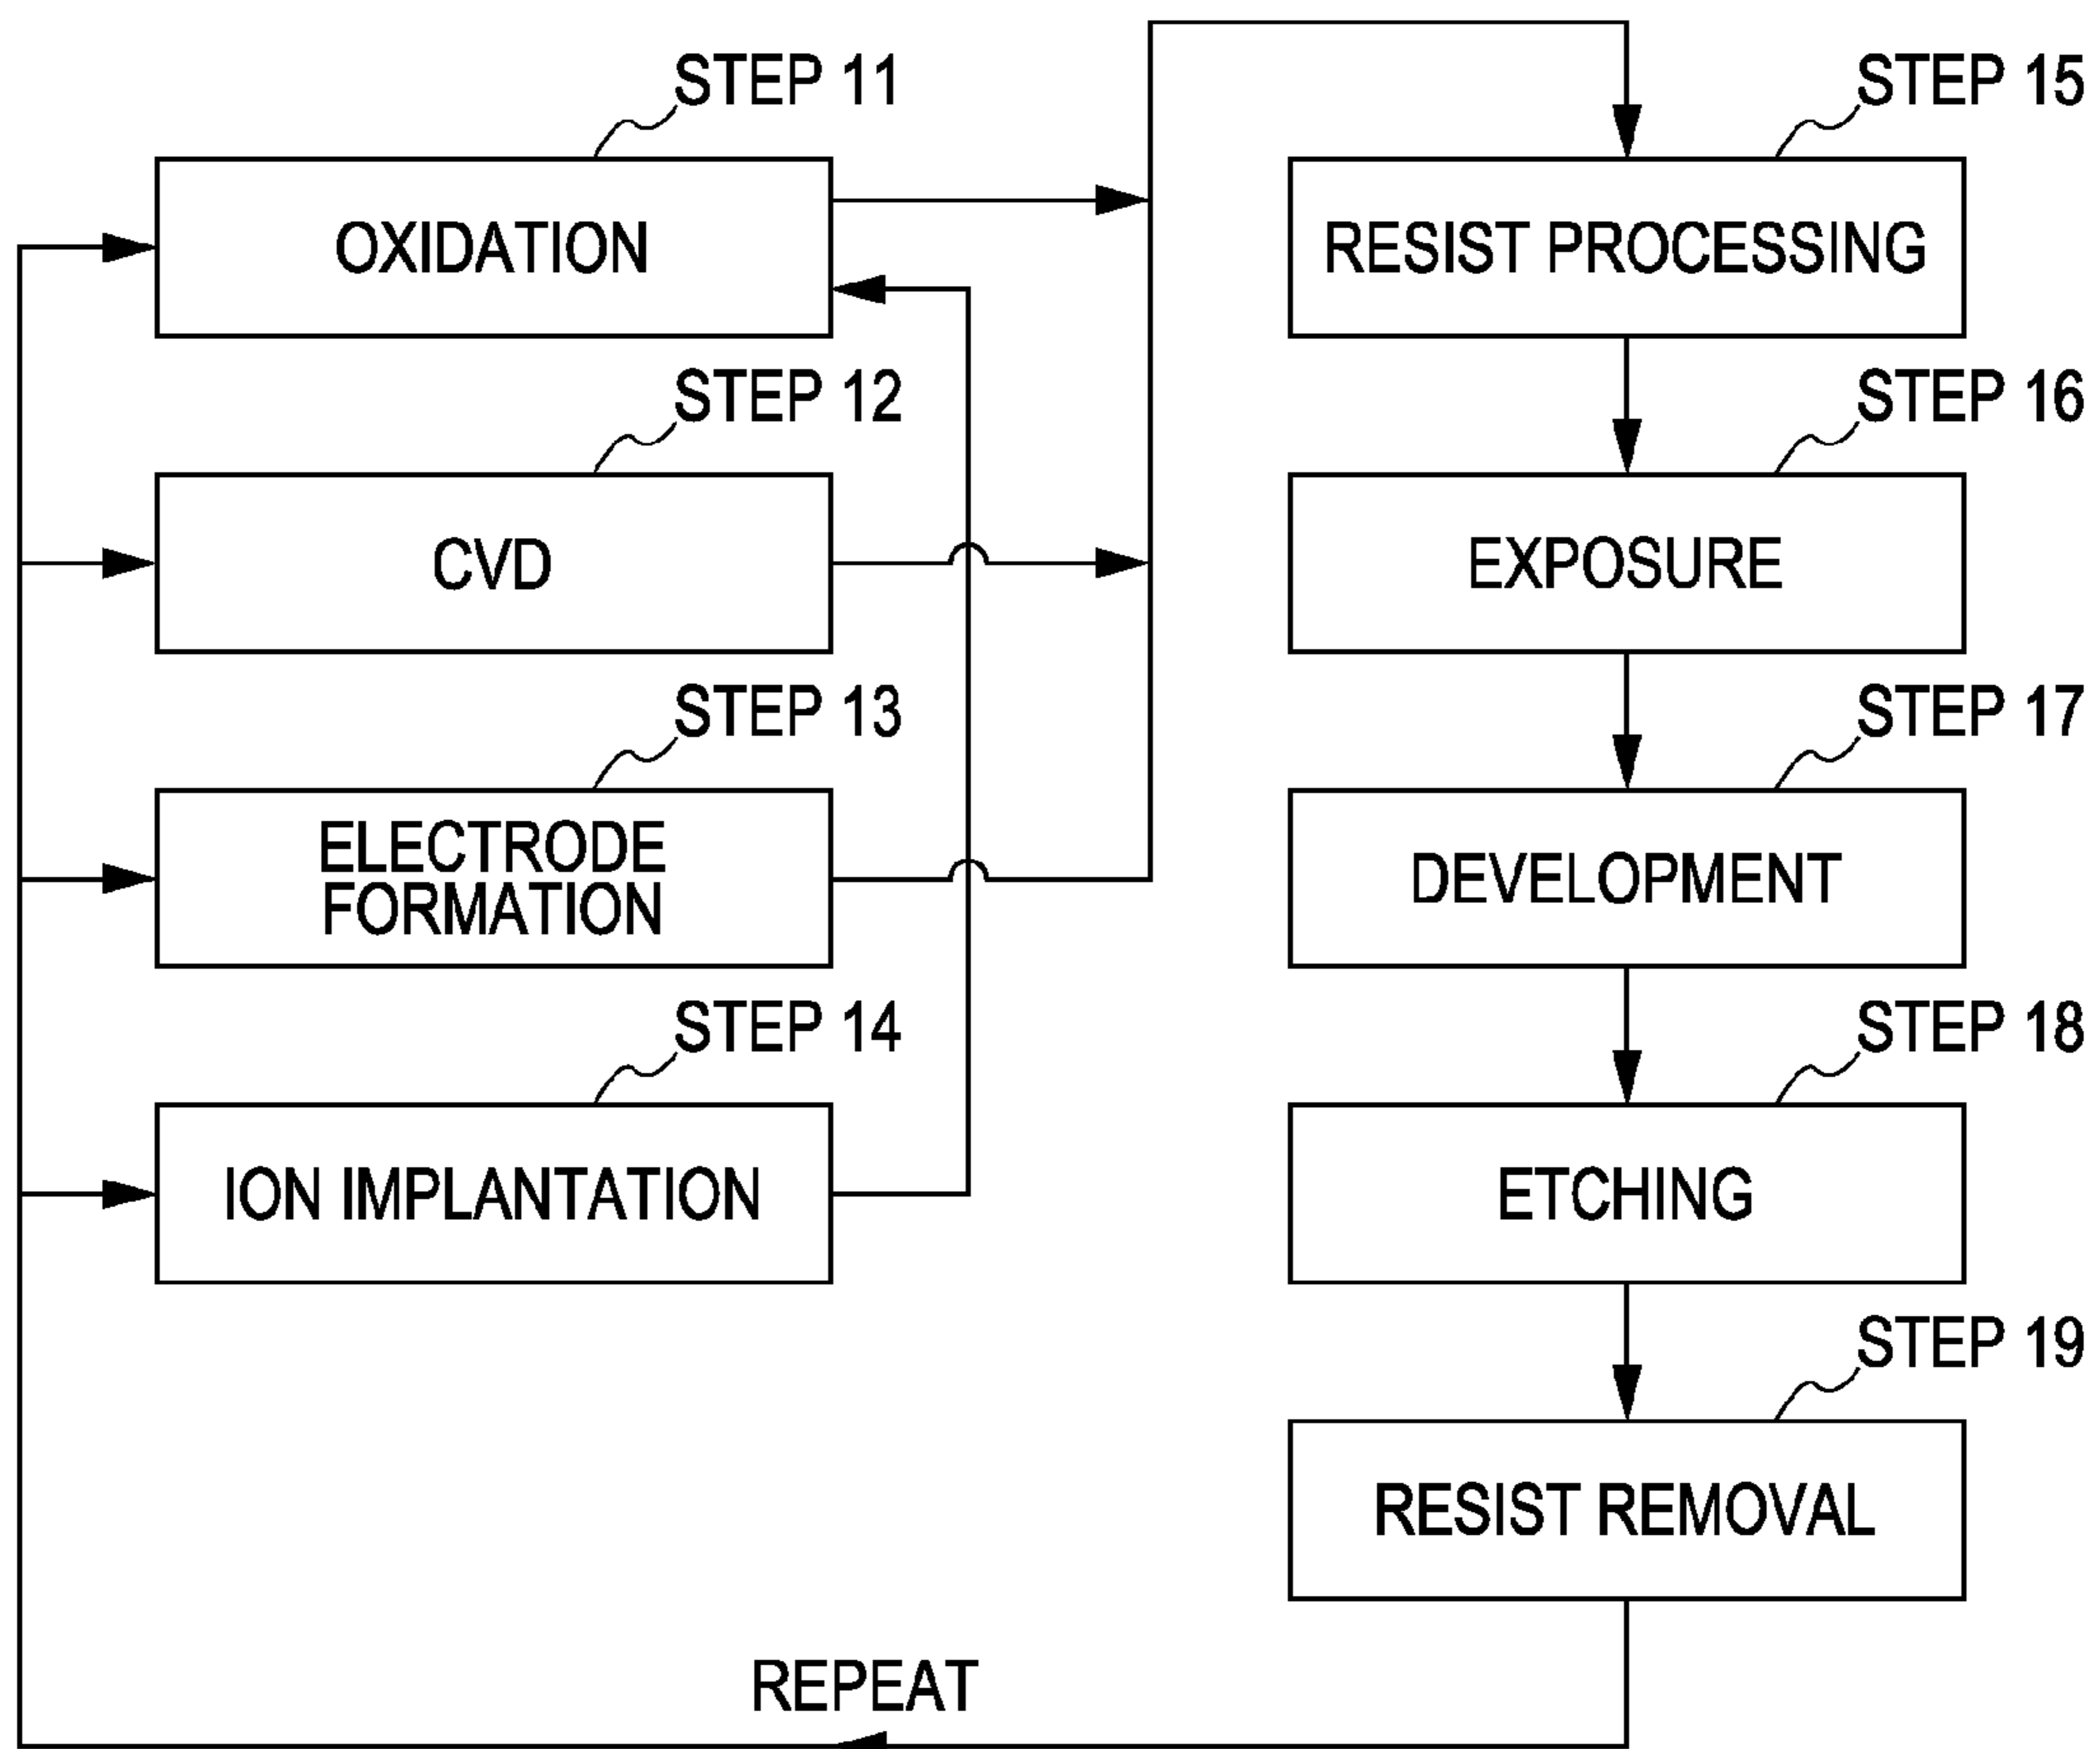 STEP 11
OXIDATION
STEP 12
CVD
STEP 13
ELECTRODE
FORMATION
STEP 14
ION IMPLANTATION
STEP 15
RESIST PROCESSING
STEP 16
EXPOSURE
STEP 17
DEVELOPMENT
STEP 18
ETCHING
STEP 19
RESIST REMOVAL
REPEAT